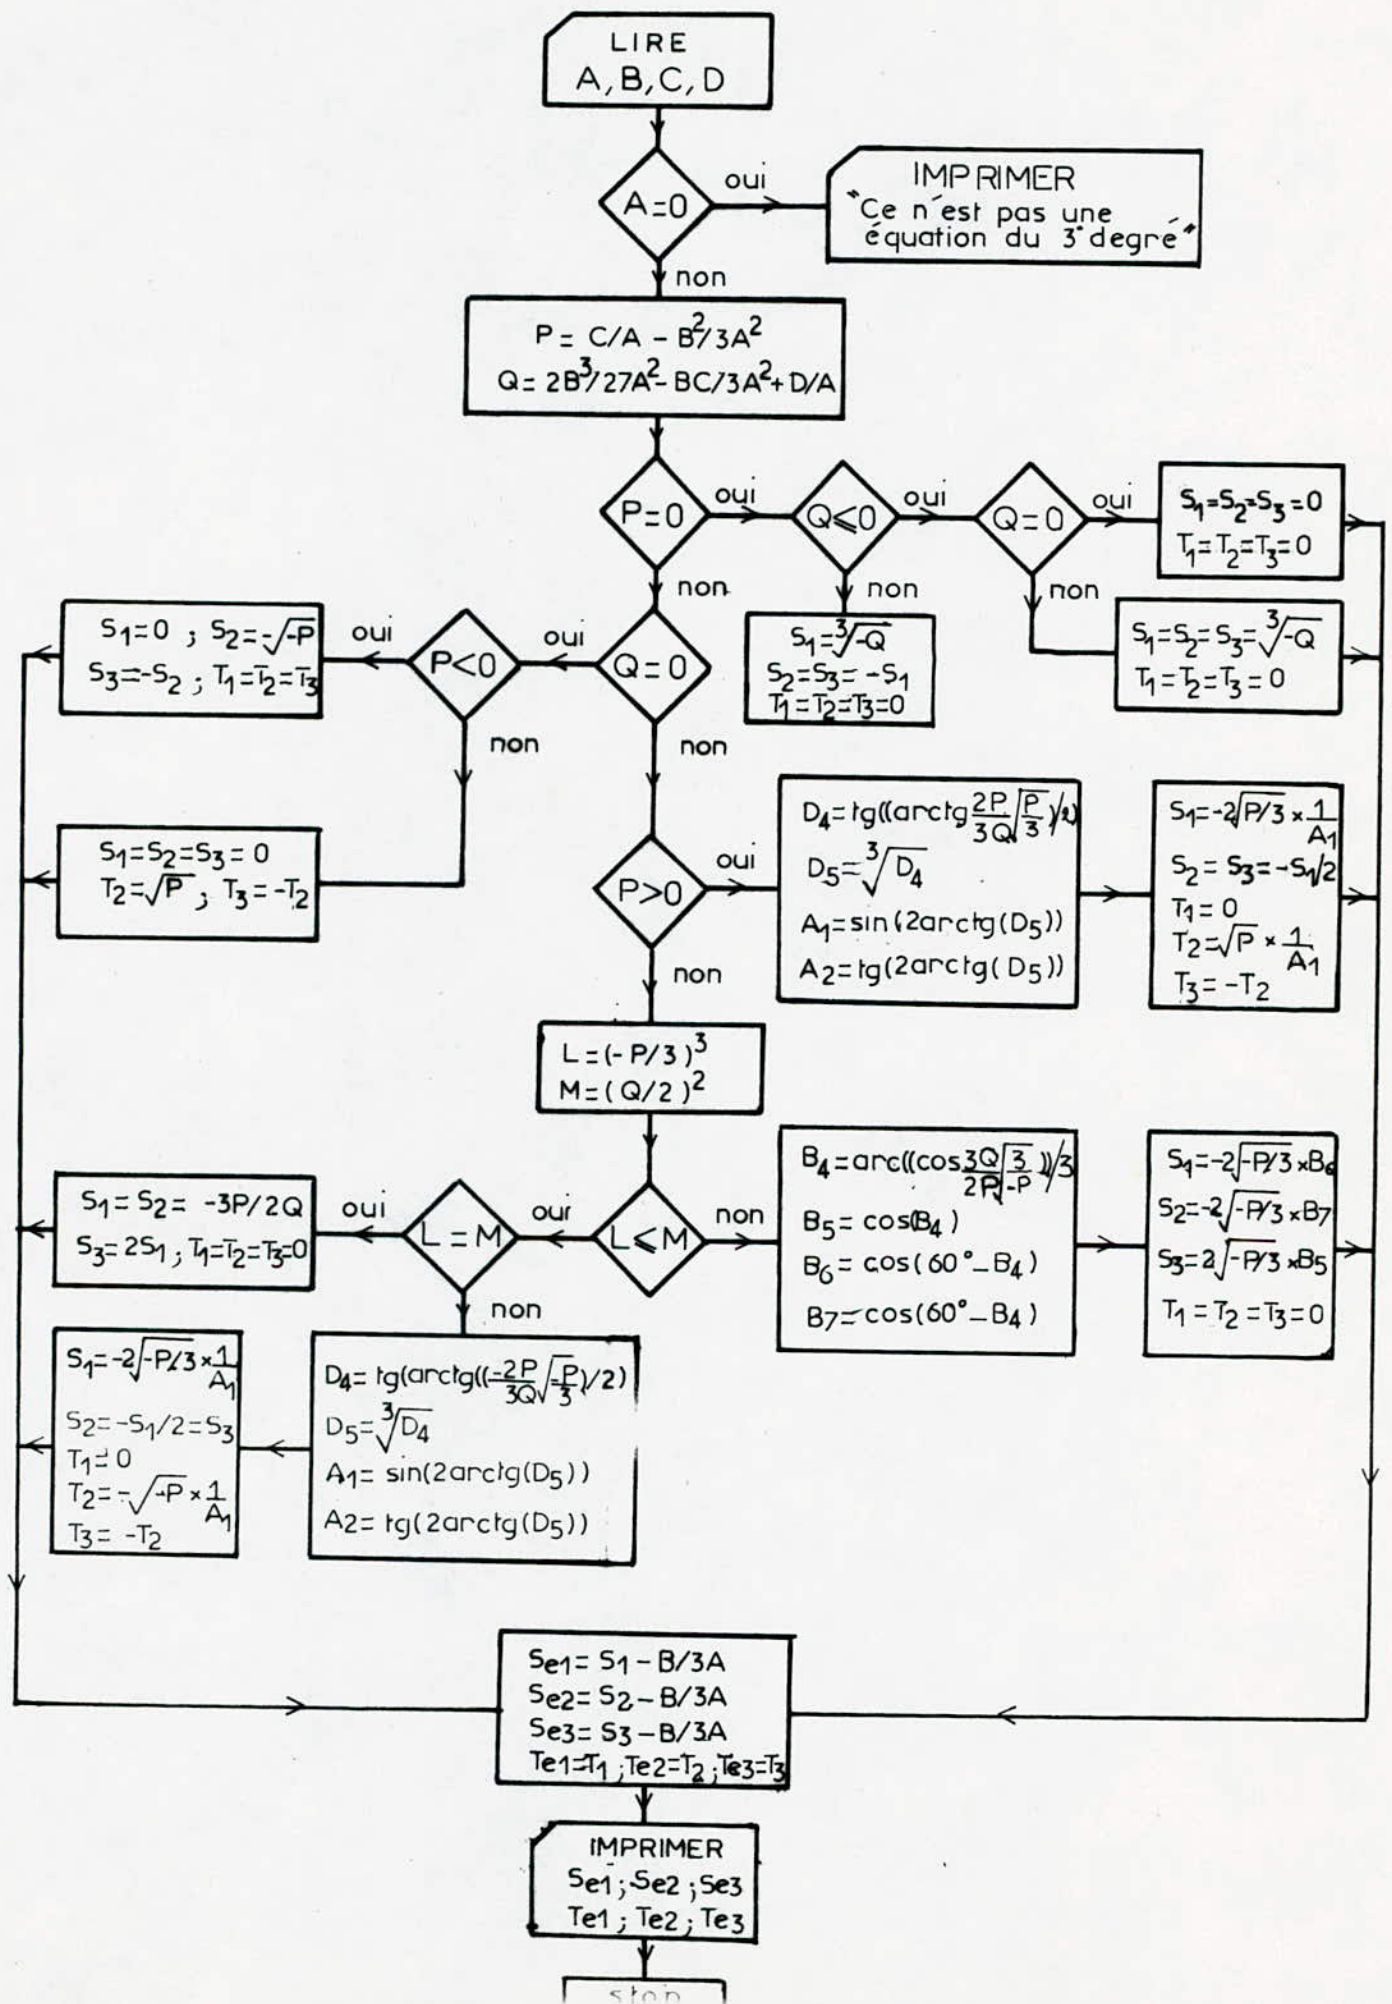 LIRE
A, B, C, D
A=0
oui
IMPRIMER
"Ce n'est pas une
équation du 3° degré"
non
P = C/A - B²/3A²
Q = 2B³/27A² - BC/3A² + D/A
P=0
oui
Q⩽0
oui
Q=0
oui
S₁=S₂=S₃=0
T₁=T₂=T₃=0
non
non
non
S₁=0 ; S₂=-√-P
S₃=-S₂ ; T₁=T₂=T₃
oui
P<0
oui
Q=0
S₁=³√-Q
S₂=S₃=-S₁
T₁=T₂=T₃=0
S₁=S₂=S₃=³√-Q
T₁=T₂=T₃=0
non
non
S₁=S₂=S₃=0
T₂=√P ; T₃=-T₂
P>0
oui
D₄=tg((arctg 2P/3Q √P/3)/2)
D₅=³√D₄
A₁=sin(2arctg(D₅))
A₂=tg(2arctg(D₅))
S₁=-2√P/3 × 1/A₁
S₂=S₃=-S₁/2
T₁=0
T₂=√P × 1/A₁
T₃=-T₂
non
L=(-P/3)³
M=(Q/2)²
S₁=S₂= -3P/2Q
S₃=2S₁ ; T₁=T₂=T₃=0
oui
L=M
oui
L⩽M
non
B₄=arc((cos 3Q/2P √3/-P))/3
B₅=cos(B₄)
B₆=cos(60°-B₄)
B₇=cos(60°-B₄)
S₁=-2√-P/3 ×B₆
S₂=-2√-P/3 ×B₇
S₃=2√-P/3 ×B₅
T₁=T₂=T₃=0
non
S₁=-2√-P/3 × 1/A₁
S₂=-S₁/2=S₃
T₁=0
T₂=-√-P × 1/A₁
T₃= -T₂
D₄=tg(arctg((-2P/3Q √-P/3)/2)
D₅=³√D₄
A₁=sin(2arctg(D₅))
A₂=tg(2arctg(D₅))
Se1=S₁-B/3A
Se2=S₂-B/3A
Se3=S₃-B/3A
Te1=T₁ ; Te2=T₂ ; Te3=T₃
IMPRIMER
Se1 ; Se2 ; Se3
Te1 ; Te2 ; Te3
stop